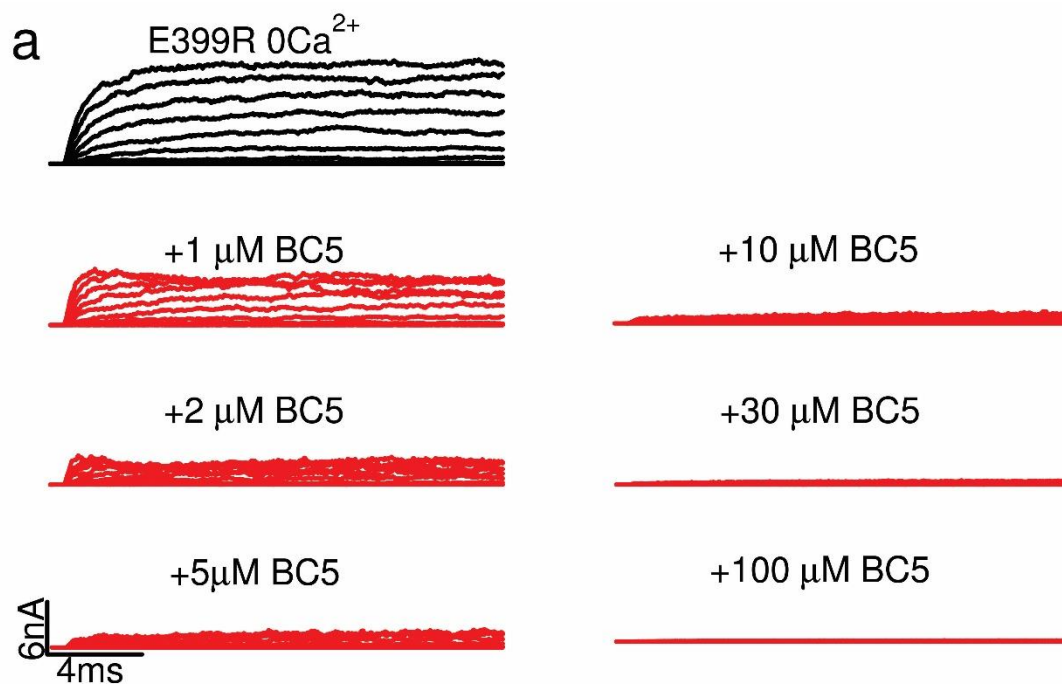 a
E399R 0Ca²⁺
+1 μM BC5
+10 μM BC5
+2 μM BC5
+30 μM BC5
+5μM BC5
+100 μM BC5
6nA
4ms